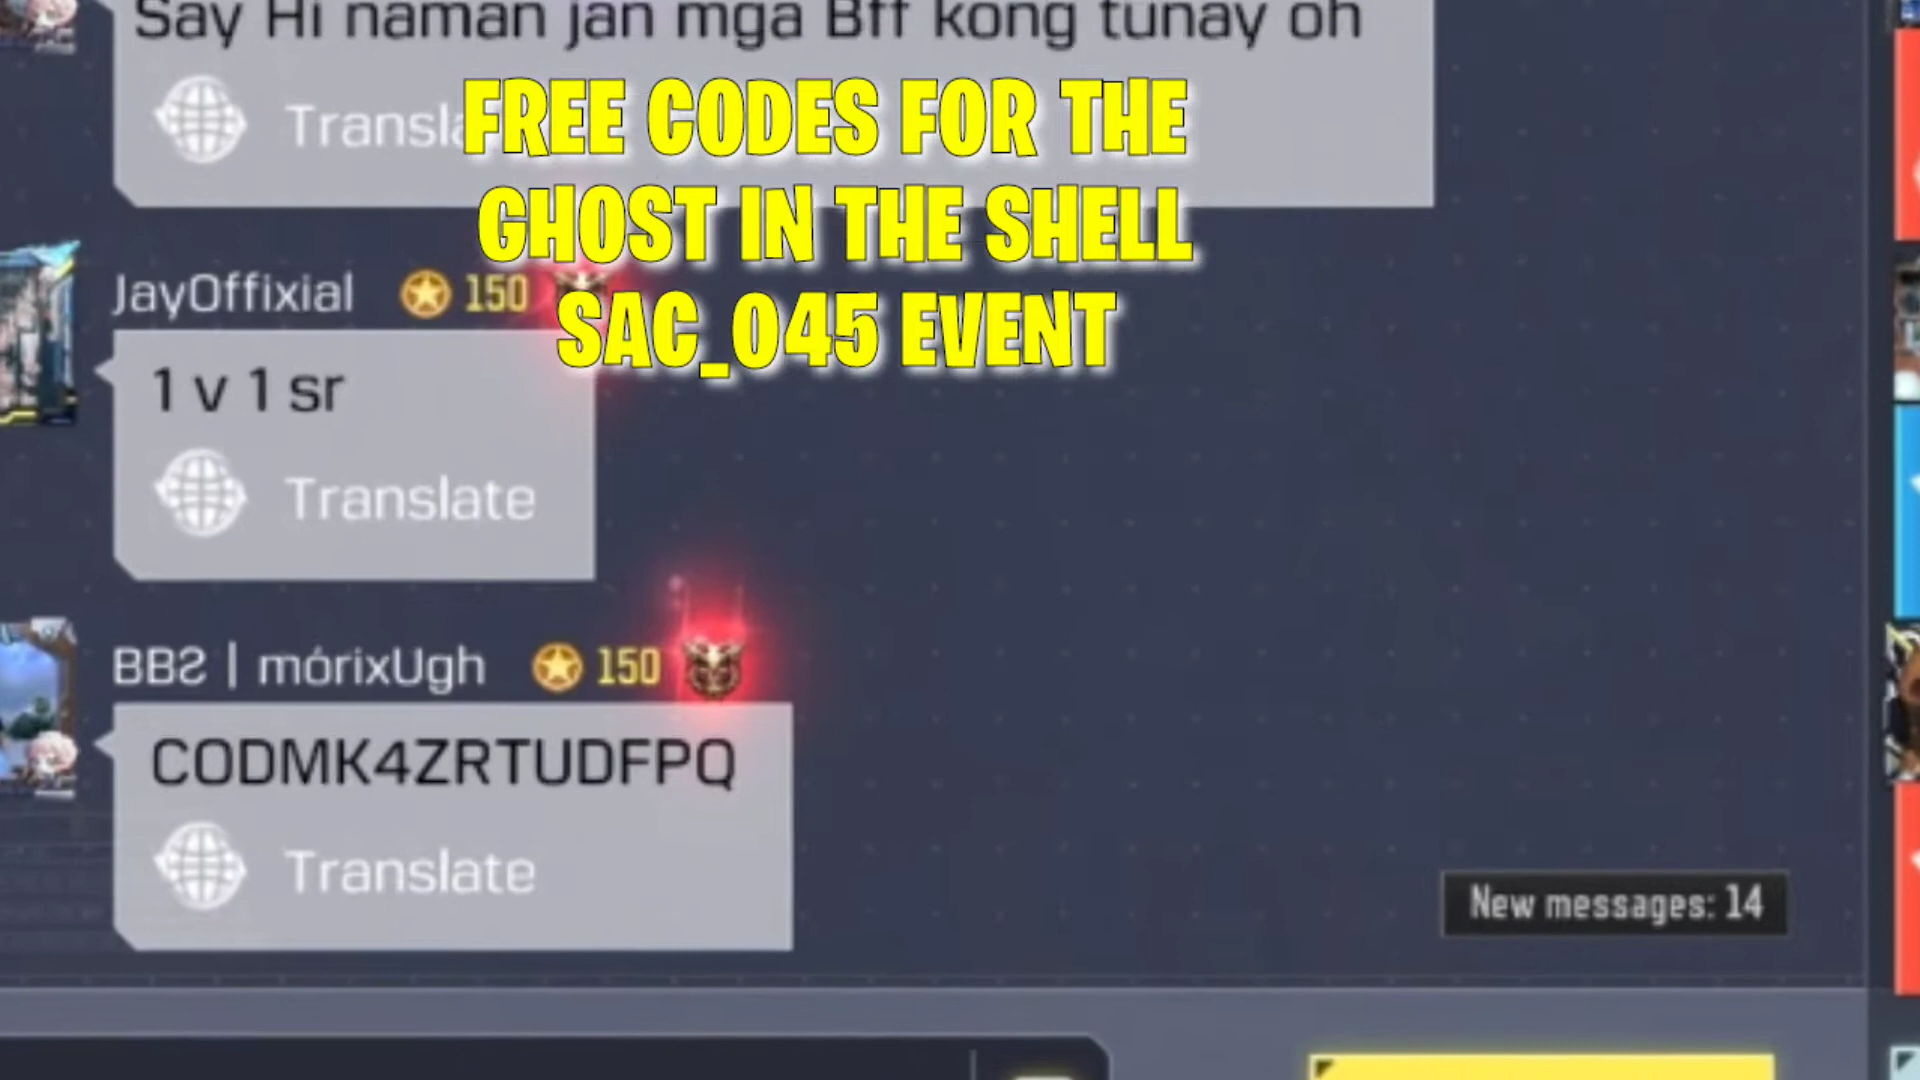 Say Hi naman jan mga Bff kong tunay oh
Transla
FREE CODES FOR THE
GHOST IN THE SHELL
SAC_045 EVENT
JayOffixial 150
1 v 1 sr
Translate
BB2 | mórixUgh 150
CODMK4ZRTUDFPQ
Translate
New messages: 14